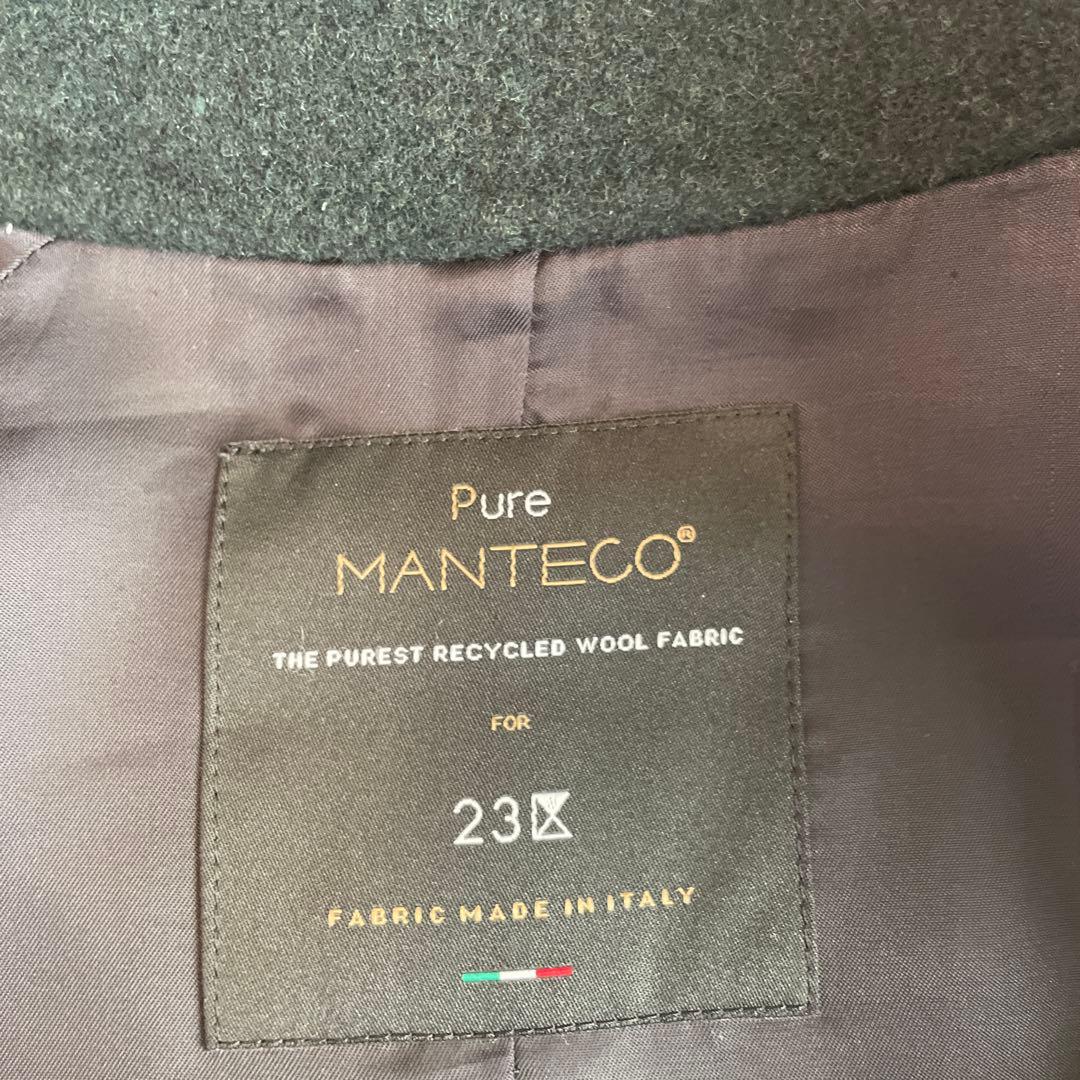 Pure
MANTECO®
THE PUREST RECYCLED WOOL FABRIC
FOR
23
FABRIC MADE IN ITALY